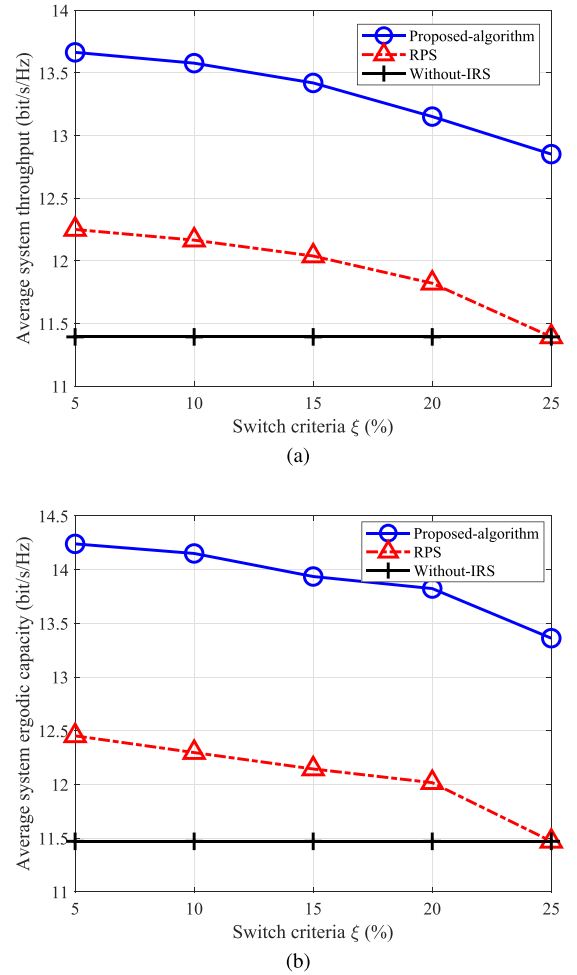 14
13.5
13
12.5
12
11.5
11
Average system throughput (bit/s/Hz)
Proposed-algorithm
RPS
Without-IRS
5 10 15 20 25
Switch criteria ξ (%)
(a)
14.5
14
13.5
13
12.5
12
11.5
11
Average system ergodic capacity (bit/s/Hz)
Proposed-algorithm
RPS
Without-IRS
5 10 15 20 25
Switch criteria ξ (%)
(b)